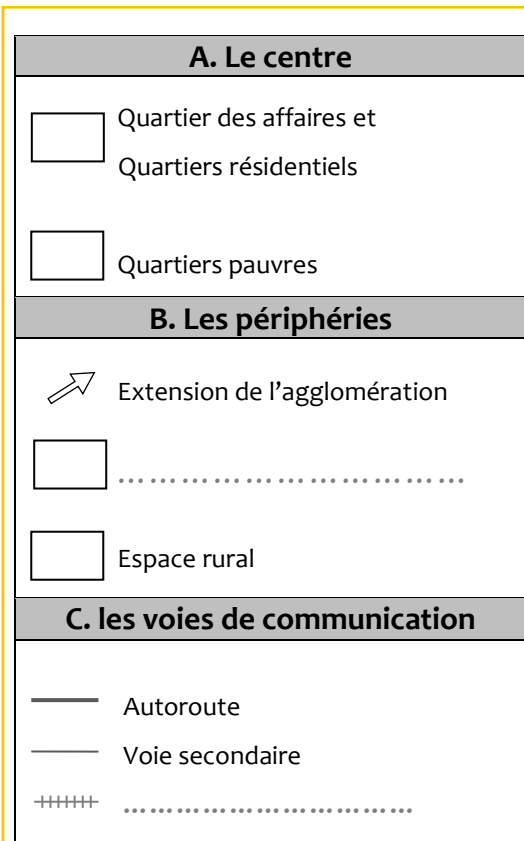 A. Le centre
Quartier des affaires et
Quartiers résidentiels
Quartiers pauvres
B. Les périphéries
Extension de l’agglomération
………………………………
Espace rural
C. les voies de communication
Autoroute
Voie secondaire
…………………………